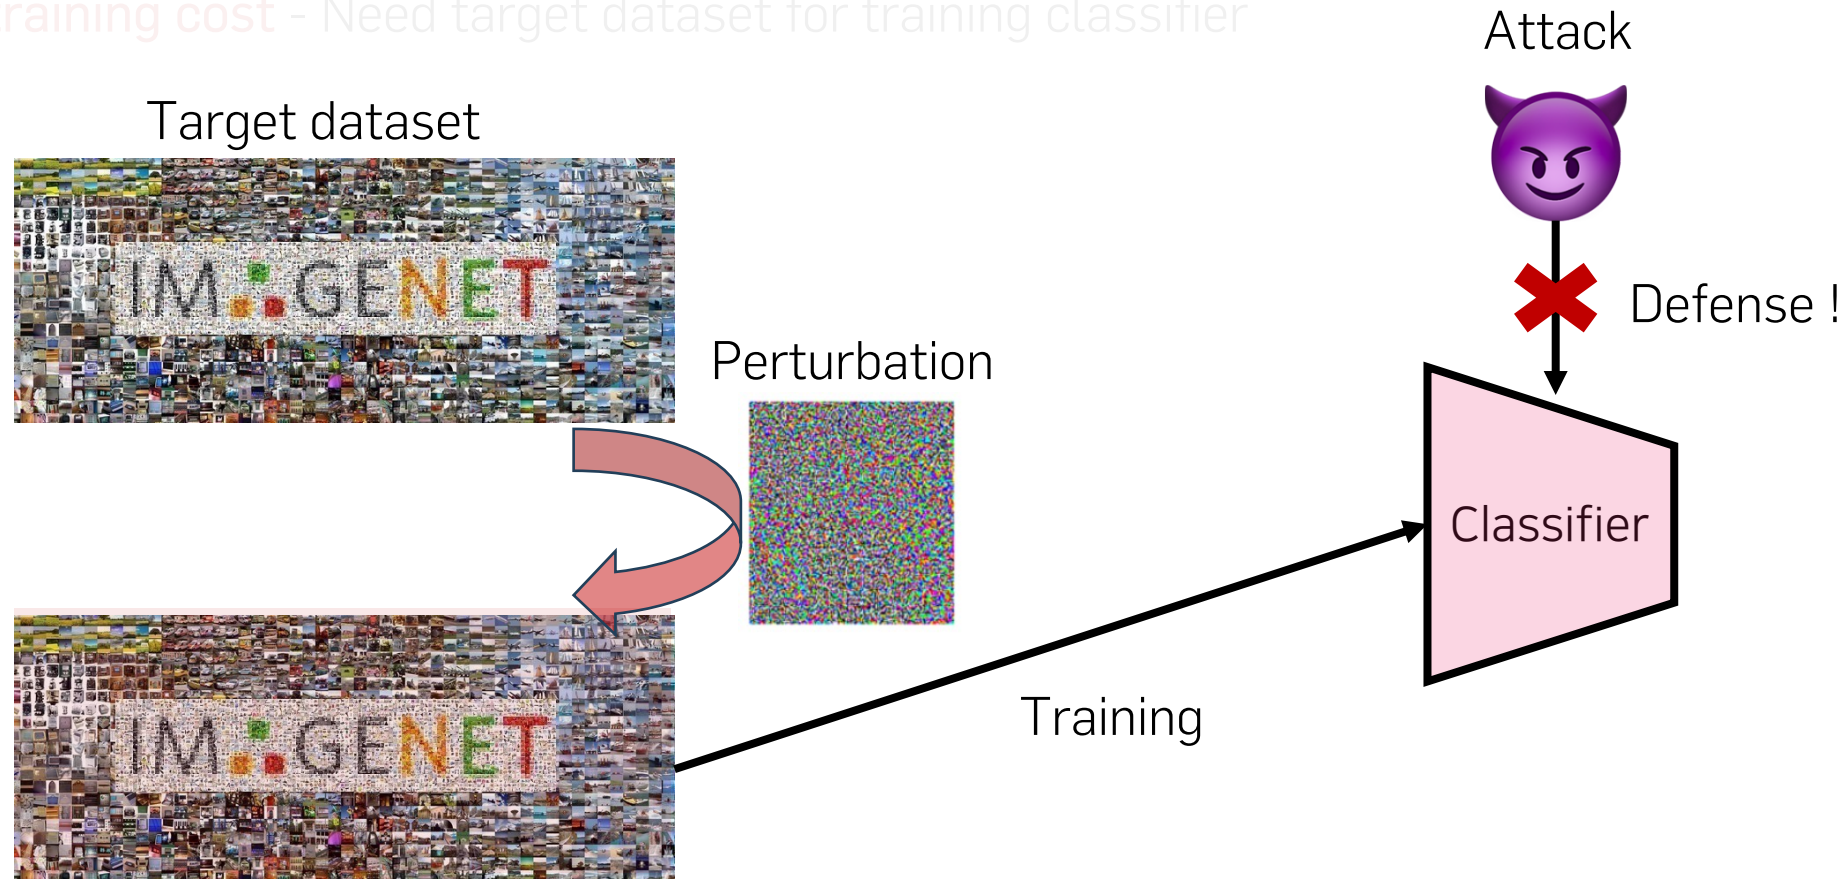 raining cost - Need target dataset for training classifier
Attack
Target dataset
IM GENET
Defense !
Perturbation
Classifier
IM GENET
Training